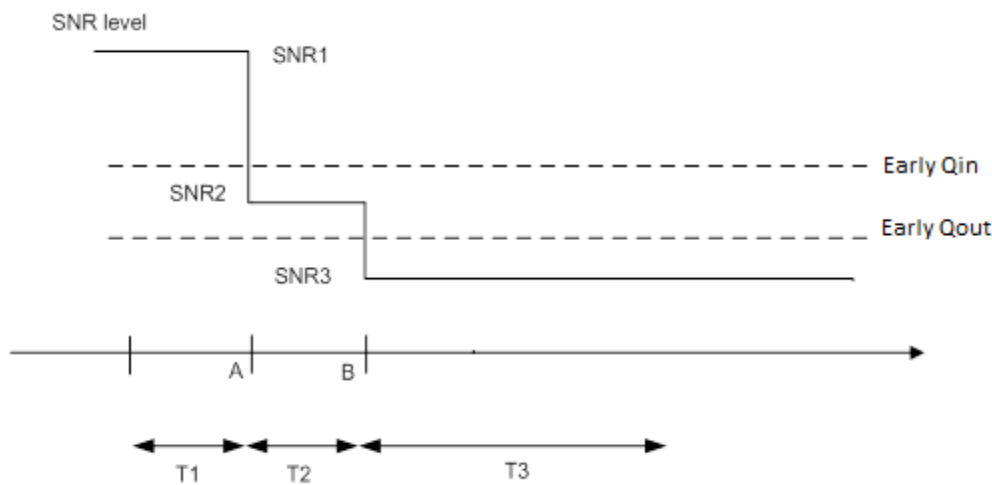 SNR level
SNR1
Early Qin
SNR2
Early Qout
SNR3
A
B
T1
T2
T3